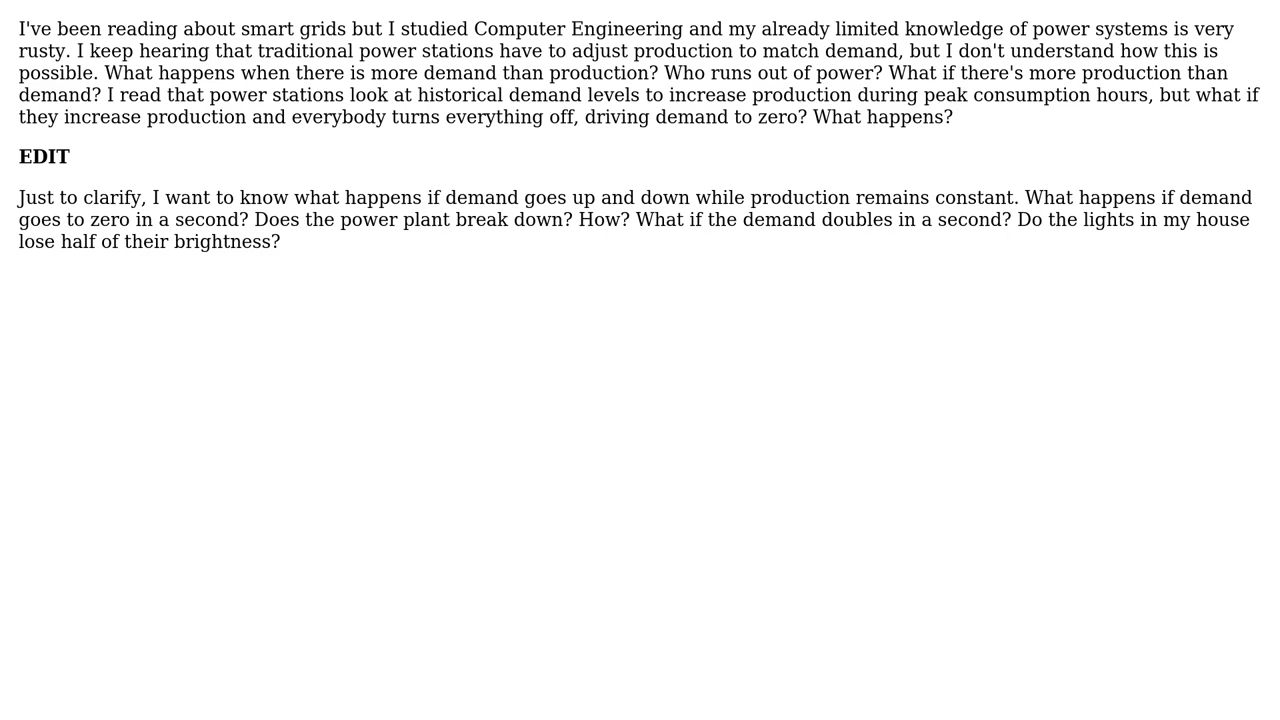 I've been reading about smart grids but I studied Computer Engineering and my already limited knowledge of power systems is very
rusty. I keep hearing that traditional power stations have to adjust production to match demand, but I don't understand how this is
possible. What happens when there is more demand than production? Who runs out of power? What if there's more production than
demand? I read that power stations look at historical demand levels to increase production during peak consumption hours, but what if
they increase production and everybody turns everything off, driving demand to zero? What happens?
EDIT
Just to clarify, I want to know what happens if demand goes up and down while production remains constant. What happens if demand
goes to zero in a second? Does the power plant break down? How? What if the demand doubles in a second? Do the lights in my house
lose half of their brightness?